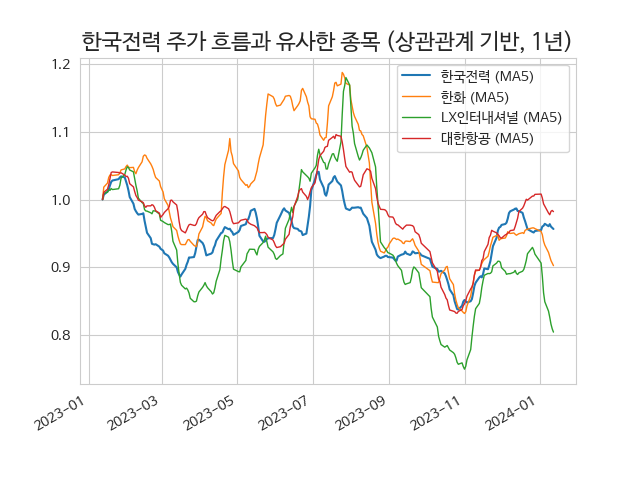 한국전력 주가 흐름과 유사한 종목 (상관관계 기반, 1년)
한국전력 (MA5)
한화 (MA5)
LX인터내셔널 (MA5)
대한항공 (MA5)
1.2
1.1
1.0
0.9
0.8
2023-01
2023-03
2023-05
2023-07
2023-09
2023-11
2024-01